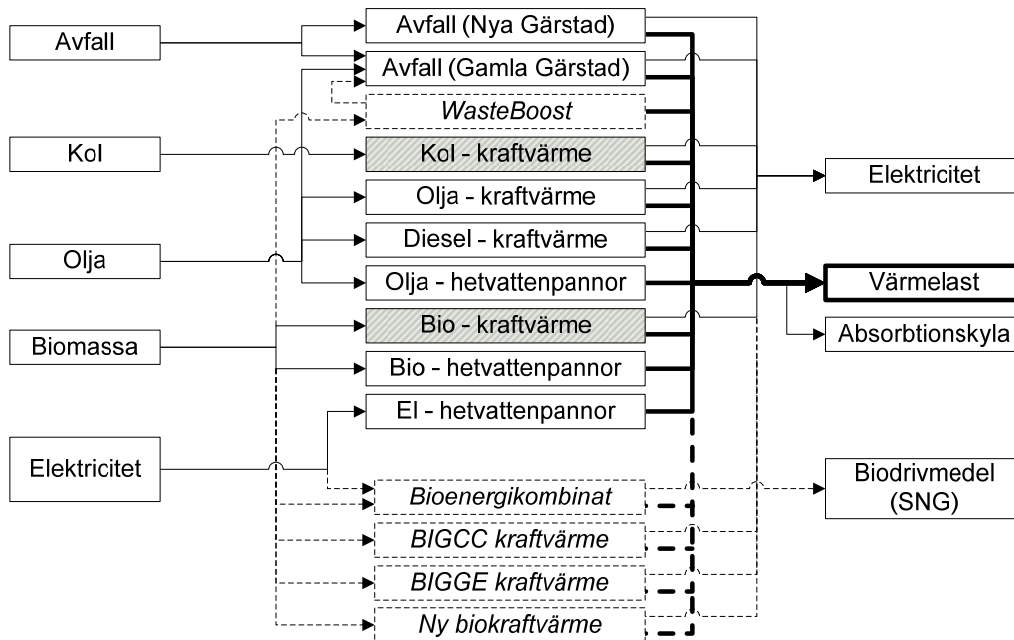 Avfall
Kol
Olja
Biomassa
Elektricitet
Avfall (Nya Gärstad)
Avfall (Gamla Gärstad)
WasteBoost
Kol - kraftvärme
Olja - kraftvärme
Diesel - kraftvärme
Olja - hetvattenpannor
Bio - kraftvärme
Bio - hetvattenpannor
El - hetvattenpannor
Bioenergikombinat
BIGCC kraftvärme
BIGGE kraftvärme
Ny biokraftvärme
Elektricitet
Värmelast
Absorbtionskyla
Biodrivmedel
(SNG)